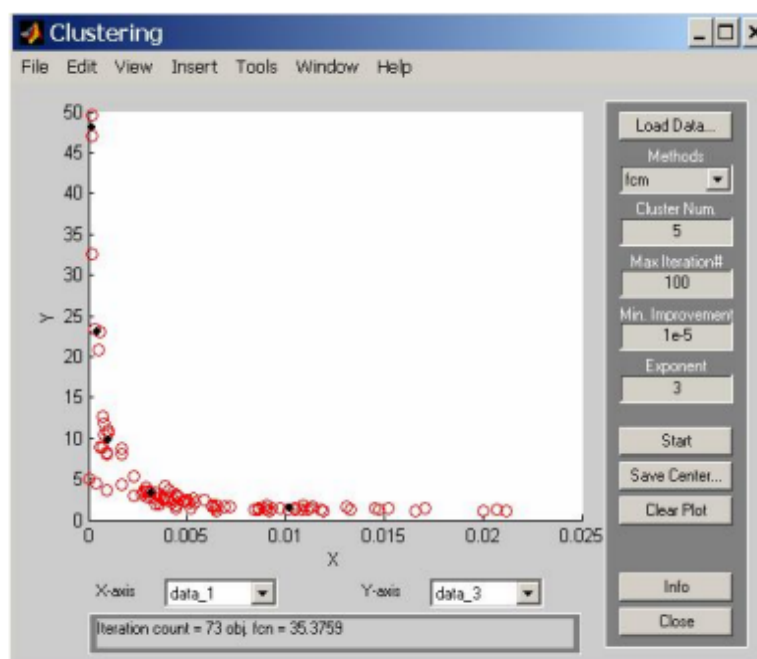 Clustering
File Edit View Insert Tools Window Help
50
45
40
35
30
25
20
15
10
5
0
Y
0 0.005 0.01 0.015 0.02 0.025
X
X-axis data_1 Y-axis data_3
Iteration count = 73 obj. fcn = 35.3759
Load Data...
Methods
fcm
Cluster Num.
5
Max Iteration#
100
Min. Improvement
1e-5
Exponent
3
Start
Save Center...
Clear Plot
Info
Close